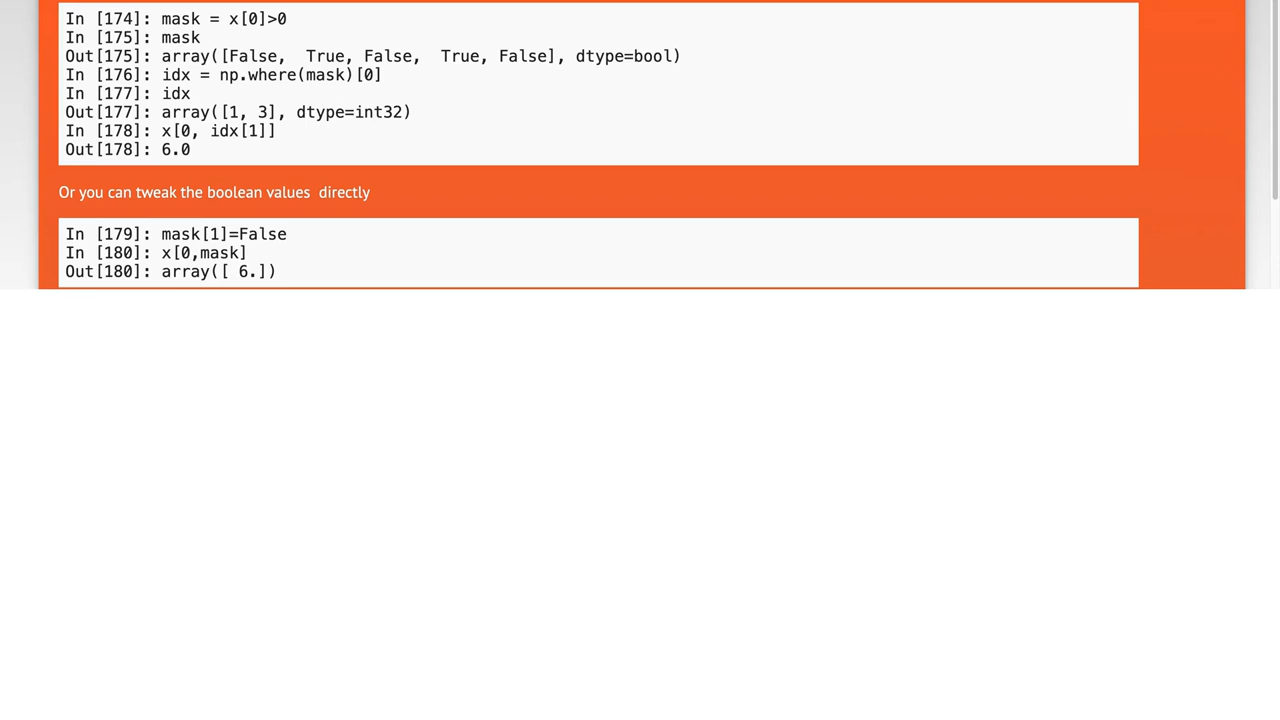 In [174]: mask = x[0]>0
In [175]: mask
Out[175]: array([False,  True, False,  True, False], dtype=bool)
In [176]: idx = np.where(mask)[0]
In [177]: idx
Out[177]: array([1, 3], dtype=int32)
In [178]: x[0, idx[1]]
Out[178]: 6.0
Or you can tweak the boolean values  directly
In [179]: mask[1]=False
In [180]: x[0,mask]
Out[180]: array([ 6.])